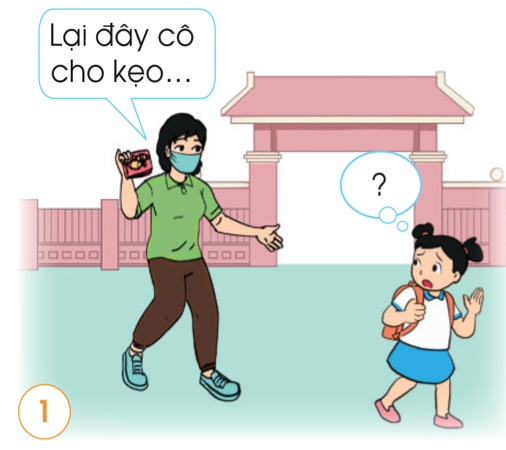 Lại đây cô
cho kẹo...
?
1